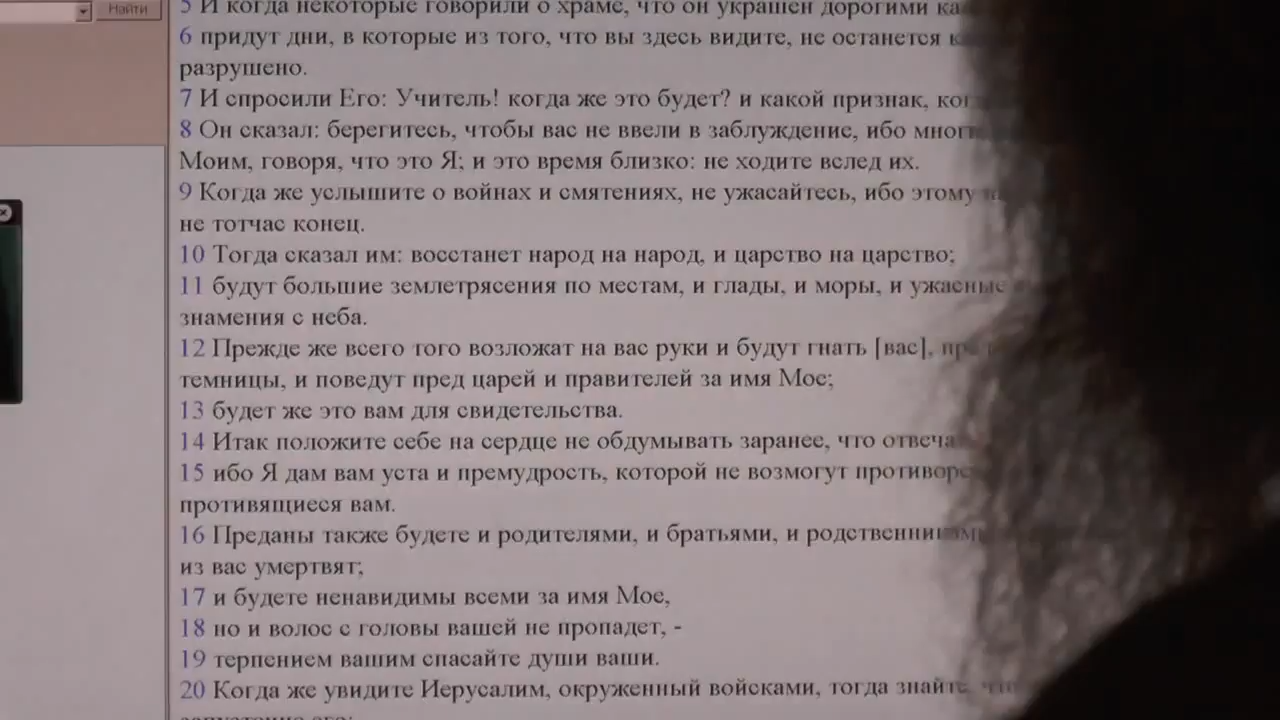 Найти
5 И когда некоторые говорили о храме, что он украшен дорогими
6 придут дни, в которые из того, что вы здесь видите, не останется
разрушено.
7 И спросили Его: Учитель! когда же это будет? и какой признак,
8 Он сказал: берегитесь, чтобы вас не ввели в заблуждение, ибо
Моим, говоря, что это Я; и это время близко: не ходите вслед их.
9 Когда же услышите о войнах и смятениях, не ужасайтесь, ибо этому
не тотчас конец.
10 Тогда сказал им: восстанет народ на народ, и царство на царство;
11 будут большие землетрясения по местам, и глады, и моры, и ужасные
знамения с неба.
12 Прежде же всего того возложат на вас руки и будут гнать [вас],
темницы, и поведут пред царей и правителей за имя Мое;
13 будет же это вам для свидетельства.
14 Итак положите себе на сердце не обдумывать заранее, что
15 ибо Я дам вам уста и премудрость, которой не возмогут
противящиеся вам.
16 Преданы также будете и родителями, и братьями, и родственниками
из вас умертвят;
17 и будете ненавидимы всеми за имя Мое,
18 но и волос с головы вашей не пропадет, -
19 терпением вашим спасайте души ваши.
20 Когда же увидите Иерусалим, окруженный войсками, тогда знайте,